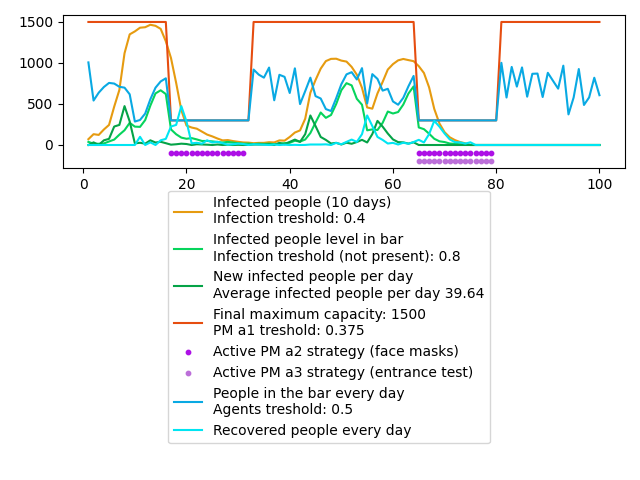 1500
1000
500
0
0
20
40
60
80
100
Infected people (10 days)
Infection treshold: 0.4
Infected people level in bar
Infection treshold (not present): 0.8
New infected people per day
Average infected people per day 39.64
Final maximum capacity: 1500
PM a1 treshold: 0.375
Active PM a2 strategy (face masks)
Active PM a3 strategy (entrance test)
People in the bar every day
Agents treshold: 0.5
Recovered people every day